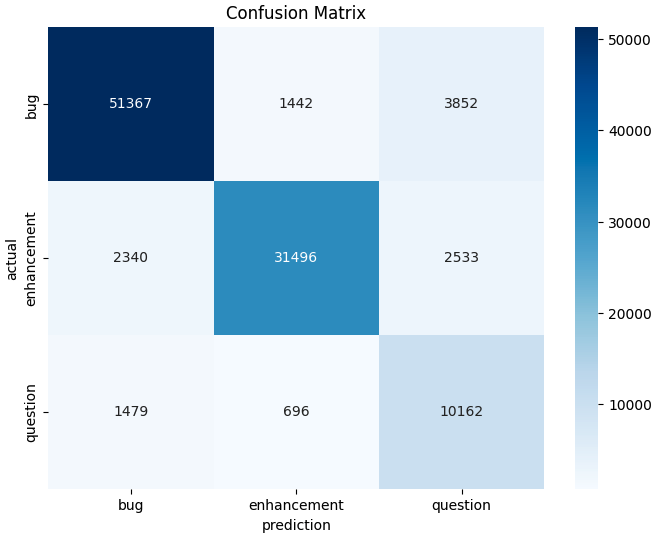 Confusion Matrix
actual
bug
51367 1442 3852
enhancement
2340 31496 2533
question
1479 696 10162
bug enhancement question
prediction
50000
40000
30000
20000
10000